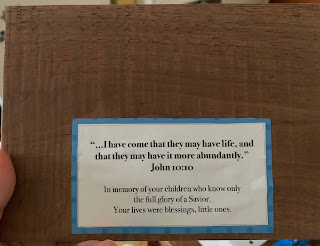 “...I have come that they may have life, and
that they may have it more abundantly.”
John 10:10
In memory of your children who know only
the full glory of a Savior.
Your lives were blessings, little ones.